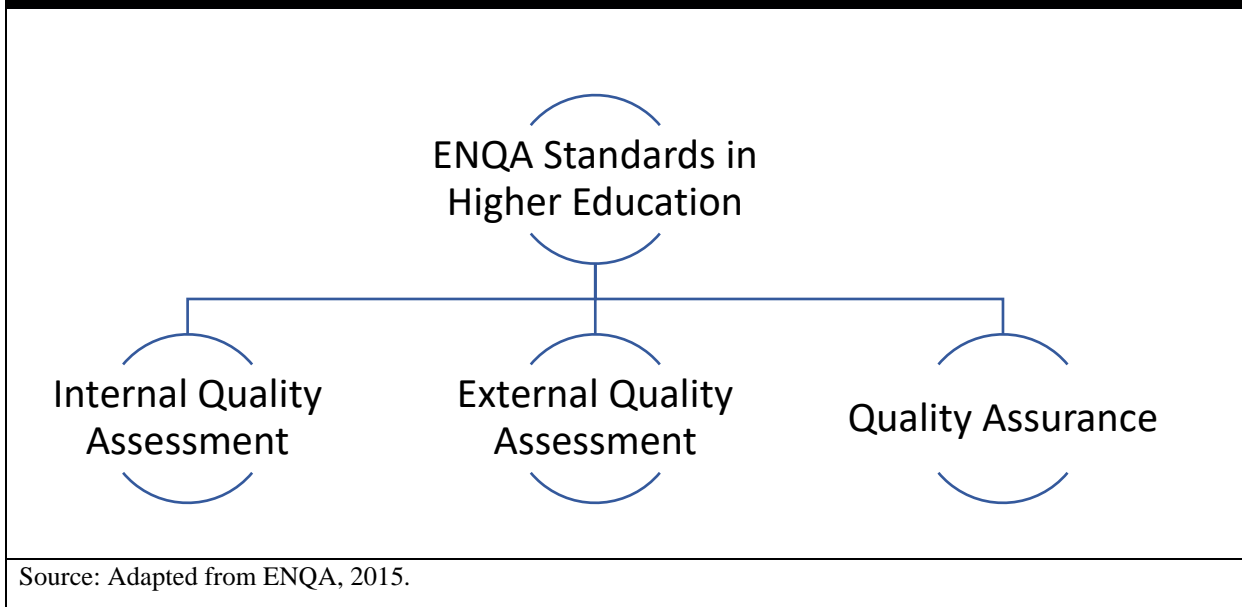 ENQA Standards in
Higher Education
Internal Quality
Assessment
External Quality
Assessment
Quality Assurance
Source: Adapted from ENQA, 2015.